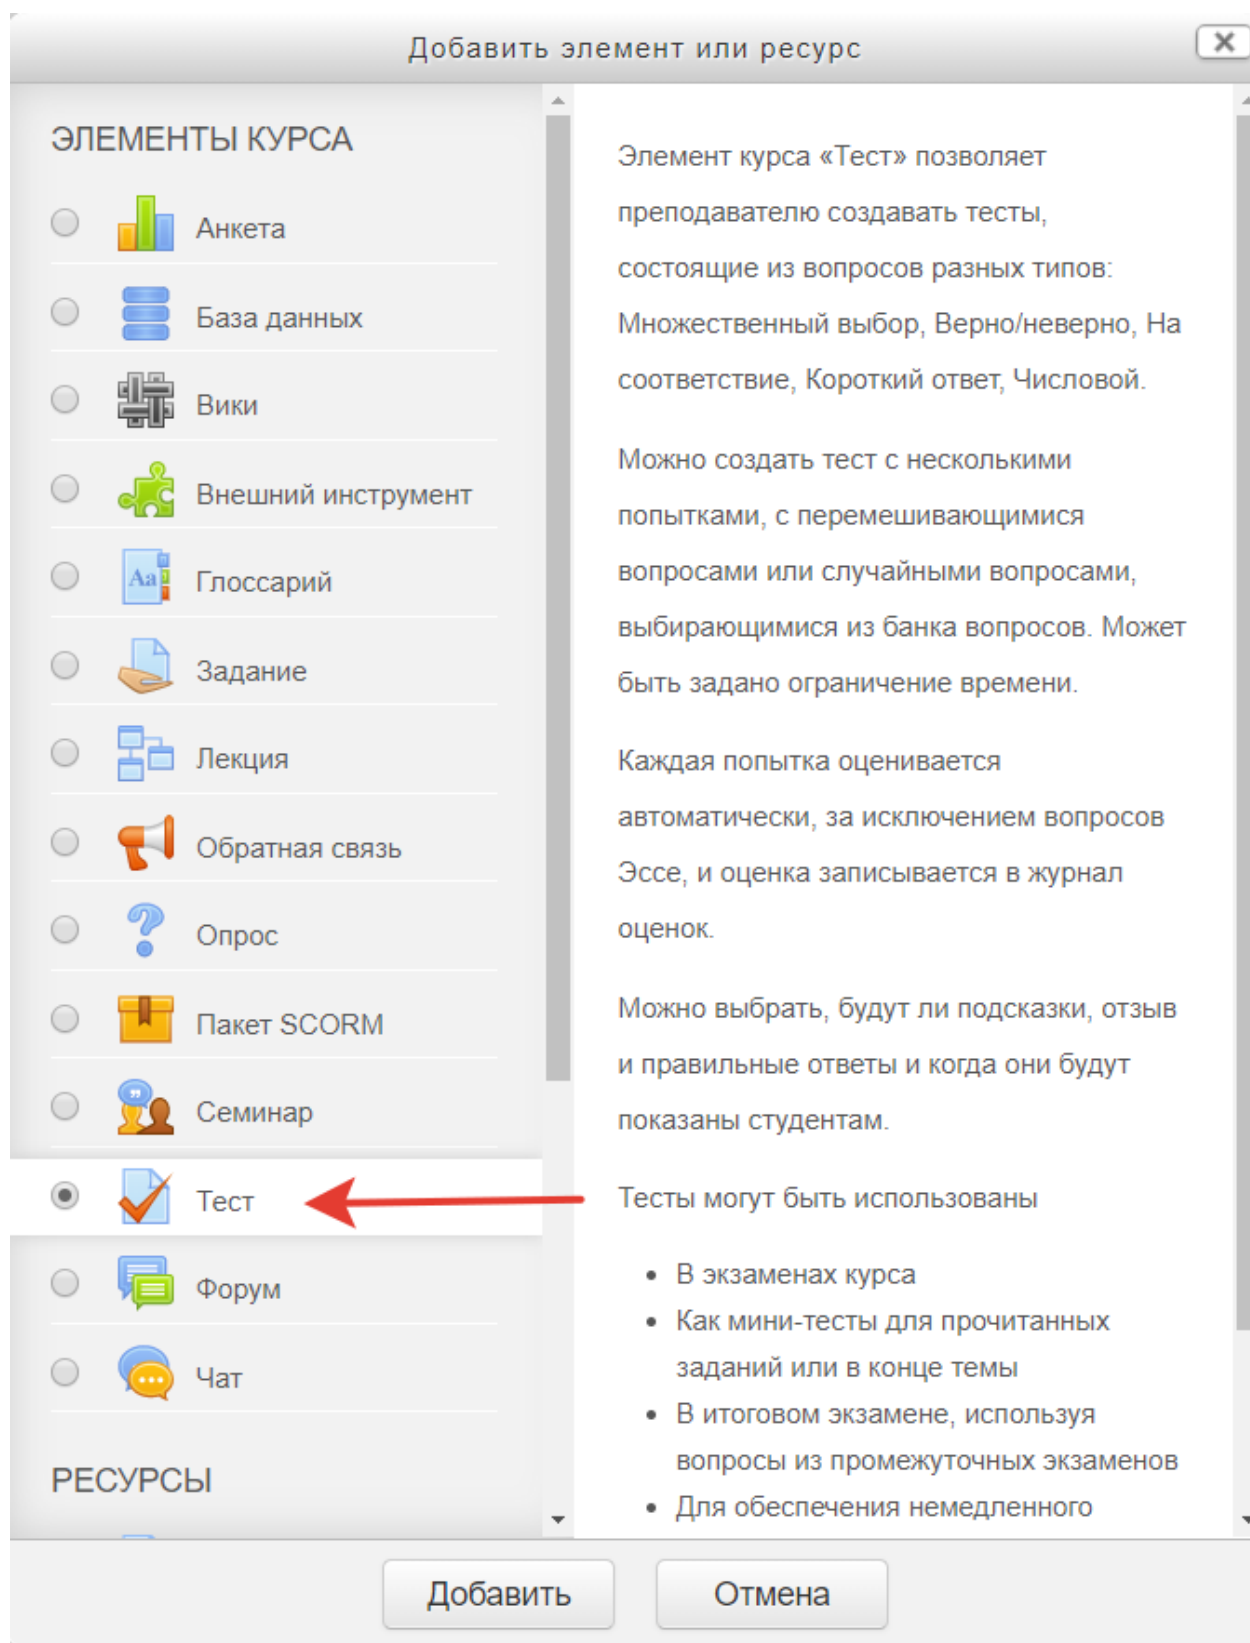 Добавить элемент или ресурс
ЭЛЕМЕНТЫ КУРСА
Анкета
База данных
Вики
Внешний инструмент
Aa
Глоссарий
Задание
Лекция
Обратная связь
Опрос
Пакет SCORM
Семинар
Тест
Форум
Чат
РЕСУРСЫ
Элемент курса «Тест» позволяет
преподавателю создавать тесты,
состоящие из вопросов разных типов:
Множественный выбор, Верно/неверно, На
соответствие, Короткий ответ, Числовой.
Можно создать тест с несколькими
попытками, с перемешивающимися
вопросами или случайными вопросами,
выбирающимися из банка вопросов. Может
быть задано ограничение времени.
Каждая попытка оценивается
автоматически, за исключением вопросов
Эссе, и оценка записывается в журнал
оценок.
Можно выбрать, будут ли подсказки, отзыв
и правильные ответы и когда они будут
показаны студентам.
Тесты могут быть использованы
• В экзаменах курса
• Как мини-тесты для прочитанных
заданий или в конце темы
• В итоговом экзамене, используя
вопросы из промежуточных экзаменов
• Для обеспечения немедленного
Добавить
Отмена